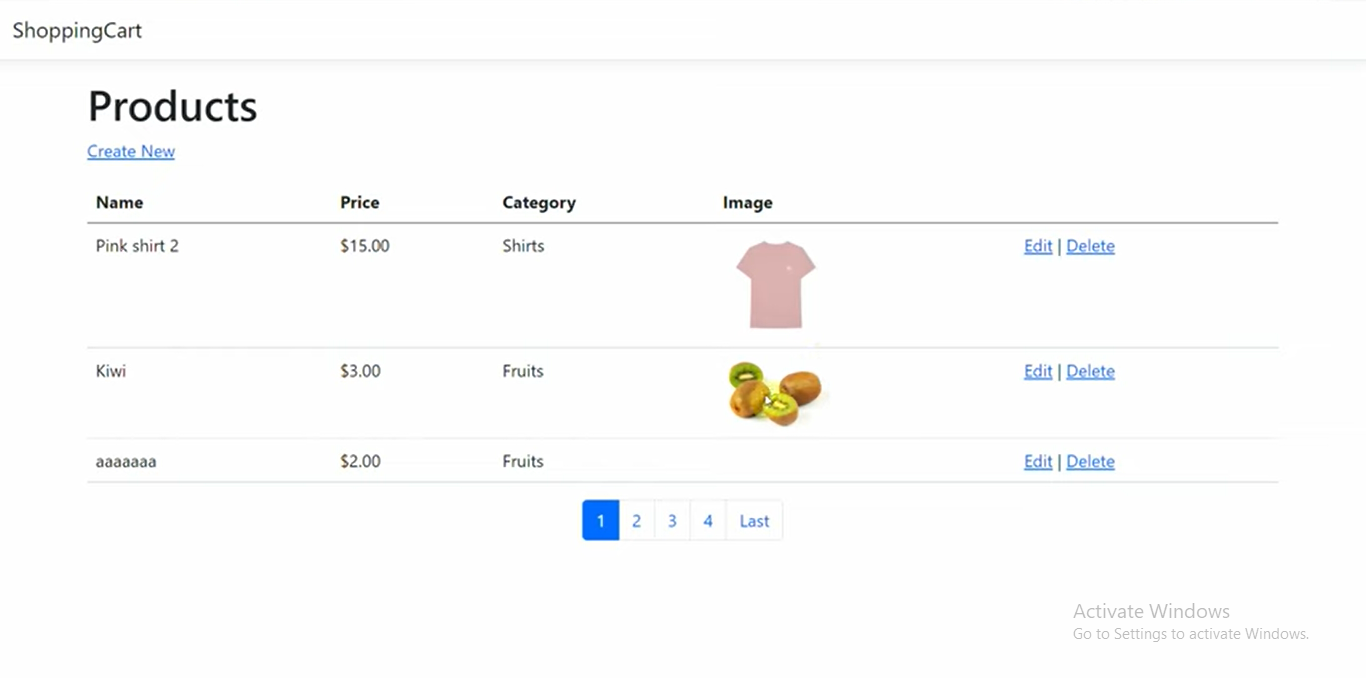 ShoppingCart
Products
Create New
Name Price Category Image
Pink shirt 2 $15.00 Shirts Edit | Delete
Kiwi $3.00 Fruits Edit | Delete
aaaaaaa $2.00 Fruits Edit | Delete
1 2 3 4 Last
Activate Windows
Go to Settings to activate Windows.